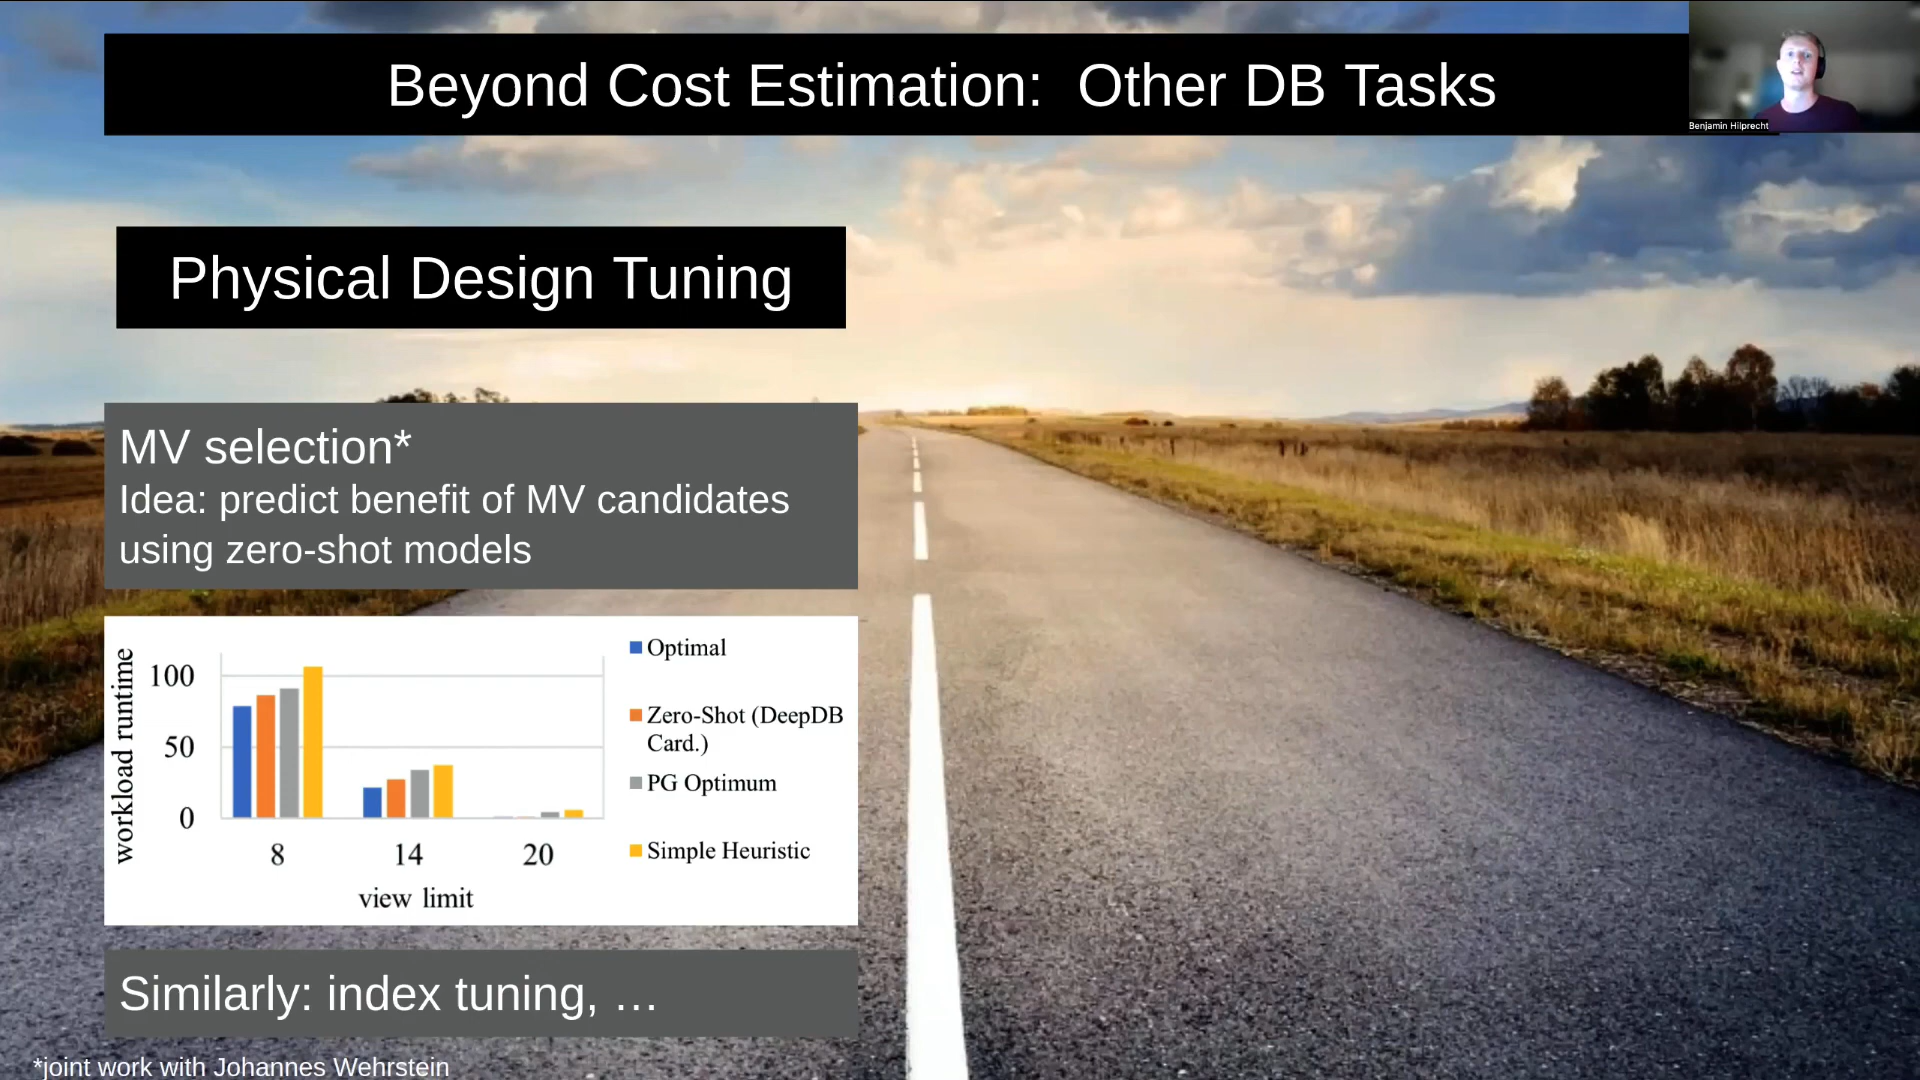 Beyond Cost Estimation: Other DB Tasks
Benjamin Hilprecht
Physical Design Tuning
MV selection*
Idea: predict benefit of MV candidates
using zero-shot models
workload runtime
100
50
0
8
14
20
view limit
Optimal
Zero-Shot (DeepDB
Card.)
PG Optimum
Simple Heuristic
Similarly: index tuning, …
*joint work with Johannes Wehrstein